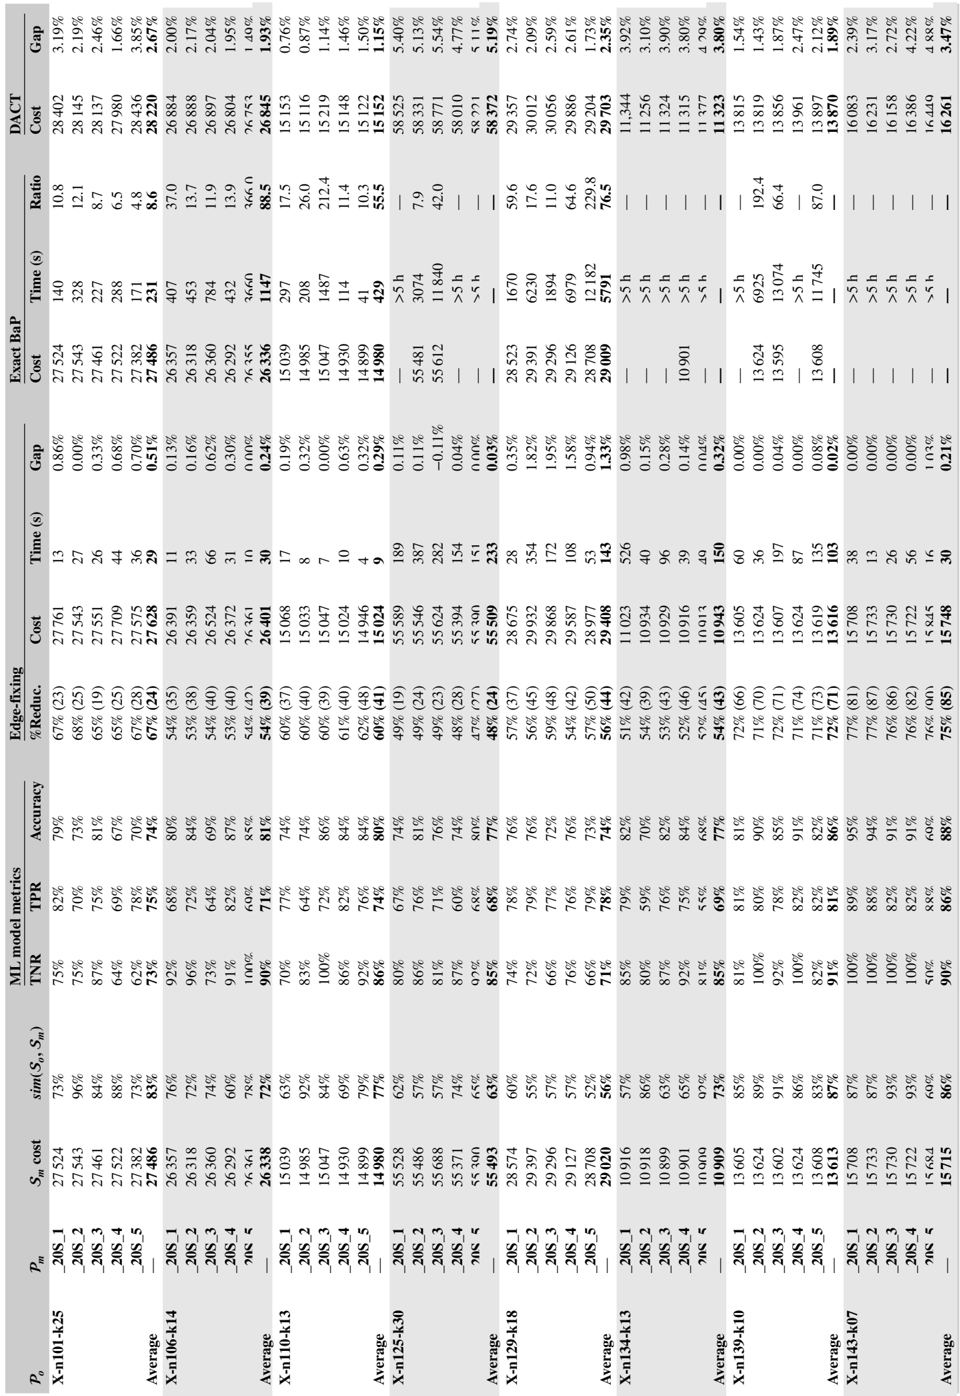 ML model metrics Edge-fixing Exact BaP DACT
𝒫ₒ 𝒫ₘ Sₘ cost sim(Sₒ, Sₘ) TNR TPR Accuracy %Reduc. Cost Time (s) Gap Cost Time (s) Ratio Cost Gap
X-n101-k25 _20S_1 27 524 73% 75% 82% 79% 67% (23) 27 761 13 0.86% 27 524 140 10.8 28 402 3.19%
_20S_2 27 543 96% 75% 70% 73% 68% (25) 27 543 27 0.00% 27 543 328 12.1 28 145 2.19%
_20S_3 27 461 84% 87% 75% 81% 65% (19) 27 551 26 0.33% 27 461 227 8.7 28 137 2.46%
_20S_4 27 522 88% 64% 69% 67% 65% (25) 27 709 44 0.68% 27 522 288 6.5 27 980 1.66%
_20S_5 27 382 73% 62% 78% 70% 67% (28) 27 575 36 0.70% 27 382 171 4.8 28 436 3.85%
Average — 27 486 83% 73% 75% 74% 67% (24) 27 628 29 0.51% 27 486 231 8.6 28 220 2.67%
X-n106-k14 _20S_1 26 357 76% 92% 68% 80% 54% (35) 26 391 11 0.13% 26 357 407 37.0 26 884 2.00%
_20S_2 26 318 72% 96% 72% 84% 53% (38) 26 359 33 0.16% 26 318 453 13.7 26 888 2.17%
_20S_3 26 360 74% 73% 64% 69% 54% (40) 26 524 66 0.62% 26 360 784 11.9 26 897 2.04%
_20S_4 26 292 60% 91% 82% 87% 53% (40) 26 372 31 0.30% 26 292 432 13.9 26 804 1.95%
_20S_5 26 361 78% 100% 69% 85% 54% (42) 26 361 10 0.00% 26 355 3660 366.0 26 753 1.49%
Average — 26 338 72% 90% 71% 81% 54% (39) 26 401 30 0.24% 26 336 1147 88.5 26 845 1.93%
X-n110-k13 _20S_1 15 039 63% 70% 77% 74% 60% (37) 15 068 17 0.19% 15 039 297 17.5 15 153 0.76%
_20S_2 14 985 92% 83% 64% 74% 60% (40) 15 033 8 0.32% 14 985 208 26.0 15 116 0.87%
_20S_3 15 047 84% 100% 72% 86% 60% (39) 15 047 7 0.00% 15 047 1487 212.4 15 219 1.14%
_20S_4 14 930 69% 86% 82% 84% 61% (40) 15 024 10 0.63% 14 930 114 11.4 15 148 1.46%
_20S_5 14 899 79% 92% 76% 84% 62% (48) 14 946 4 0.32% 14 899 41 10.3 15 122 1.50%
Average — 14 980 77% 86% 74% 80% 60% (41) 15 024 9 0.29% 14 980 429 55.5 15 152 1.15%
X-n125-k30 _20S_1 55 528 62% 80% 67% 74% 49% (19) 55 589 189 0.11% — >5 h — 58 525 5.40%
_20S_2 55 486 57% 86% 76% 81% 49% (24) 55 546 387 0.11% 55 481 3074 7.9 58 331 5.13%
_20S_3 55 688 57% 81% 71% 76% 49% (23) 55 624 282 −0.11% 55 612 11 840 42.0 58 771 5.54%
_20S_4 55 371 74% 87% 60% 74% 48% (28) 55 394 154 0.04% — >5 h — 58 010 4.77%
_20S_5 55 390 65% 92% 68% 80% 47% (27) 55 390 151 0.00% — >5 h — 58 221 5.11%
Average — 55 493 63% 85% 68% 77% 48% (24) 55 509 233 0.03% — — — 58 372 5.19%
X-n129-k18 _20S_1 28 574 60% 74% 78% 76% 57% (37) 28 675 28 0.35% 28 523 1670 59.6 29 357 2.74%
_20S_2 29 397 55% 72% 79% 76% 56% (45) 29 932 354 1.82% 29 391 6230 17.6 30 012 2.09%
_20S_3 29 296 57% 66% 77% 72% 59% (48) 29 868 172 1.95% 29 296 1894 11.0 30 056 2.59%
_20S_4 29 127 57% 76% 76% 76% 54% (42) 29 587 108 1.58% 29 126 6979 64.6 29 886 2.61%
_20S_5 28 708 52% 66% 79% 73% 57% (50) 28 977 53 0.94% 28 708 12 182 229.8 29 204 1.73%
Average — 29 020 56% 71% 78% 74% 56% (44) 29 408 143 1.33% 29 009 5791 76.5 29 703 2.35%
X-n134-k13 _20S_1 10 916 57% 85% 79% 82% 51% (42) 11 023 526 0.98% — >5 h — 11,344 3.92%
_20S_2 10 918 86% 80% 59% 70% 54% (39) 10 934 40 0.15% — >5 h — 11 256 3.10%
_20S_3 10 899 63% 87% 76% 82% 53% (43) 10 929 96 0.28% — >5 h — 11 324 3.90%
_20S_4 10 901 65% 92% 75% 84% 52% (46) 10 916 39 0.14% 10 901 >5 h — 11 315 3.80%
_20S_5 10 909 92% 81% 55% 68% 52% (45) 10 913 49 0.04% — >5 h — 11 377 4.29%
Average — 10 909 73% 85% 69% 77% 54% (43) 10 943 150 0.32% — — — 11 323 3.80%
X-n139-k10 _20S_1 13 605 85% 81% 81% 81% 72% (66) 13 605 60 0.00% — >5 h — 13 815 1.54%
_20S_2 13 624 89% 100% 80% 90% 71% (70) 13 624 36 0.00% 13 624 6925 192.4 13 819 1.43%
_20S_3 13 602 91% 92% 78% 85% 72% (71) 13 607 197 0.04% 13 595 13 074 66.4 13 856 1.87%
_20S_4 13 624 86% 100% 82% 91% 71% (74) 13 624 87 0.00% — >5 h — 13 961 2.47%
_20S_5 13 608 83% 82% 82% 82% 71% (73) 13 619 135 0.08% 13 608 11 745 87.0 13 897 2.12%
Average — 13 613 87% 91% 81% 86% 72% (71) 13 616 103 0.02% — — — 13 870 1.89%
X-n143-k07 _20S_1 15 708 87% 100% 89% 95% 77% (81) 15 708 38 0.00% — >5 h — 16 083 2.39%
_20S_2 15 733 87% 100% 88% 94% 77% (87) 15 733 13 0.00% — >5 h — 16 231 3.17%
_20S_3 15 730 93% 100% 82% 91% 76% (86) 15 730 26 0.00% — >5 h — 16 158 2.72%
_20S_4 15 722 93% 100% 82% 91% 76% (82) 15 722 56 0.00% — >5 h — 16 386 4.22%
_20S_5 15 684 69% 50% 88% 69% 76% (90) 15 845 16 1.03% — >5 h — 16 449 4.88%
Average — 15 715 86% 90% 86% 88% 75% (85) 15 748 30 0.21% — — — 16 261 3.47%